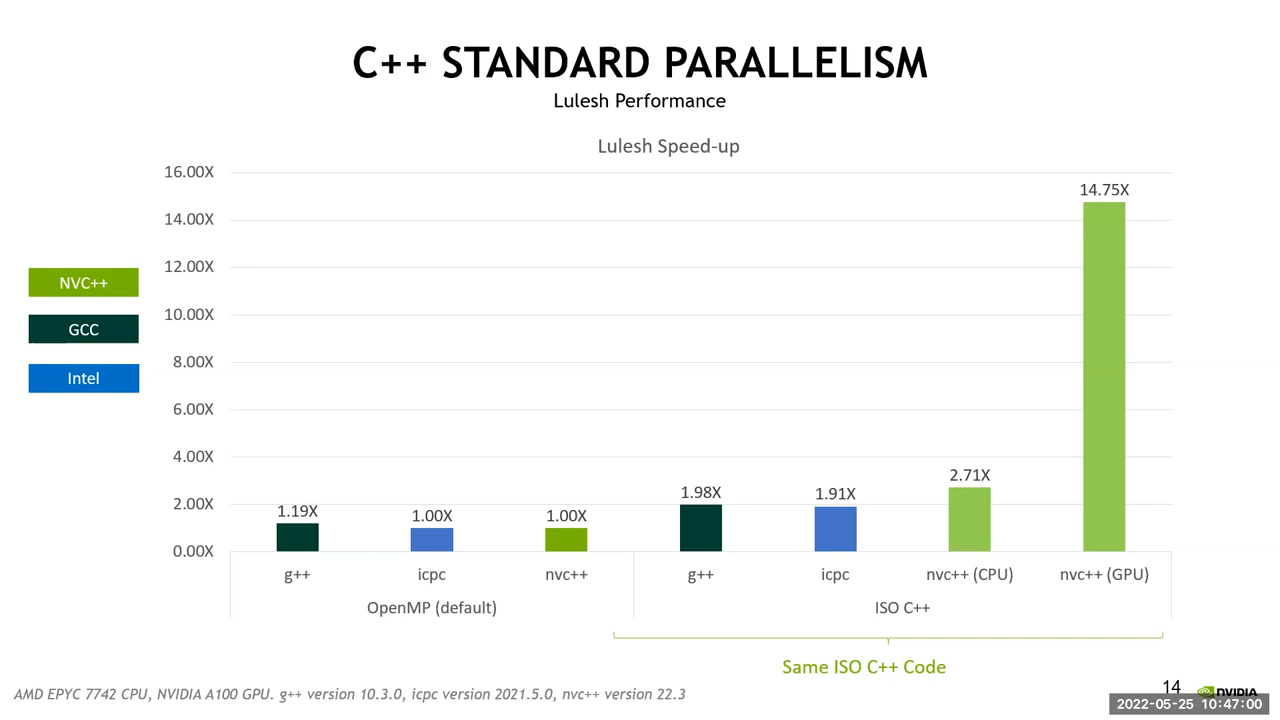 C++ STANDARD PARALLELISM
Lulesh Performance
Lulesh Speed-up
16.00X
14.00X
12.00X
10.00X
8.00X
6.00X
4.00X
2.00X
0.00X
NVC++
GCC
Intel
1.19X
1.00X
1.00X
1.98X
1.91X
2.71X
14.75X
g++
icpc
nvc++
g++
icpc
nvc++ (CPU)
nvc++ (GPU)
OpenMP (default)
ISO C++
Same ISO C++ Code
AMD EPYC 7742 CPU, NVIDIA A100 GPU. g++ version 10.3.0, icpc version 2021.5.0, nvc++ version 22.3
14
NVIDIA
2022-05-25 10:47:00